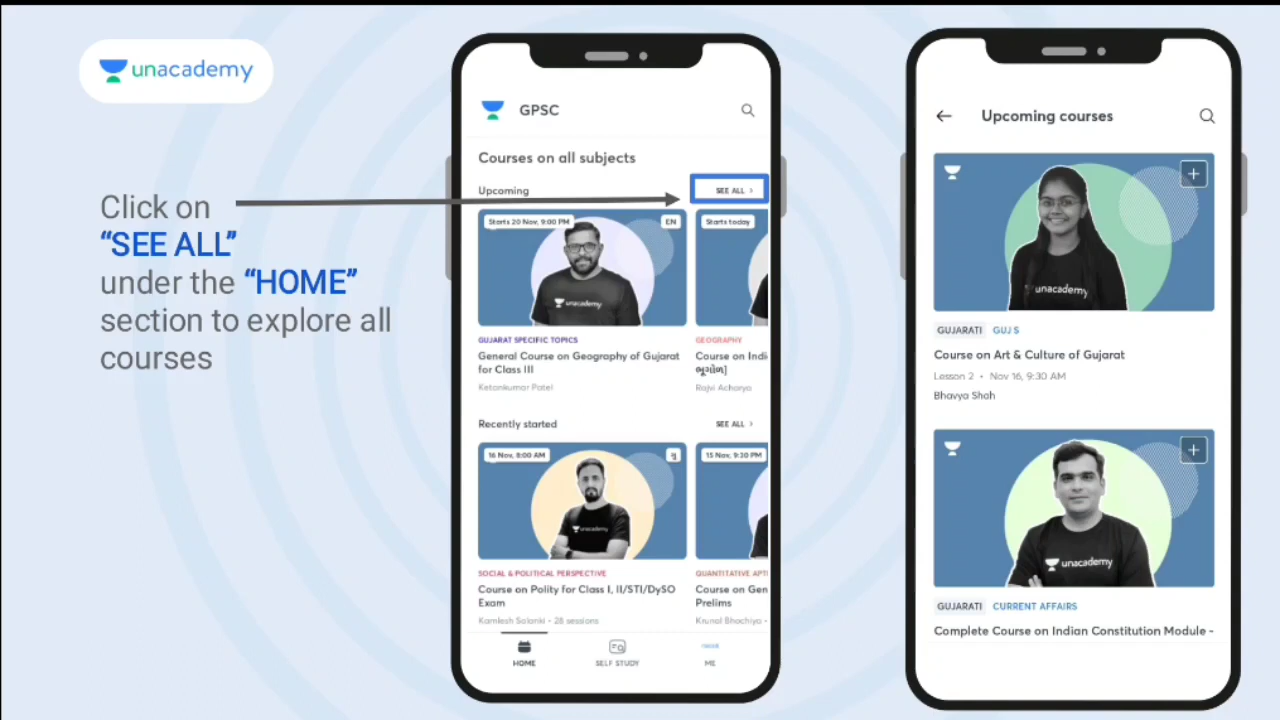 unacademy
Click on
“SEE ALL”
under the “HOME”
section to explore all
courses
GPSC
Courses on all subjects
Upcoming
SEE ALL >
Starts 20 Nov, 9:00 PM
EN
Starts today
unacademy
GUJARAT SPECIFIC TOPICS
General Course on Geography of Gujarat
for Class III
Ketankumar Patel
GEOGRAPHY
Course on Indi
ભૂગોળ]
Rajvi Acharya
Recently started
SEE ALL >
16 Nov, 8:00 AM
ગુ
15 Nov, 9:30 PM
unacademy
SOCIAL & POLITICAL PERSPECTIVE
Course on Polity for Class I, II/STI/DySO
Exam
Kamlesh Solanki • 28 sessions
QUANTITATIVE APTI
Course on Gen
Prelims
Krunal Bhochiya •
HOME
SELF STUDY
ME
Upcoming courses
unacademy
GUJARATI GUJ S
Course on Art & Culture of Gujarat
Lesson 2 • Nov 16, 9:30 AM
Bhavya Shah
unacademy
GUJARATI CURRENT AFFAIRS
Complete Course on Indian Constitution Module -